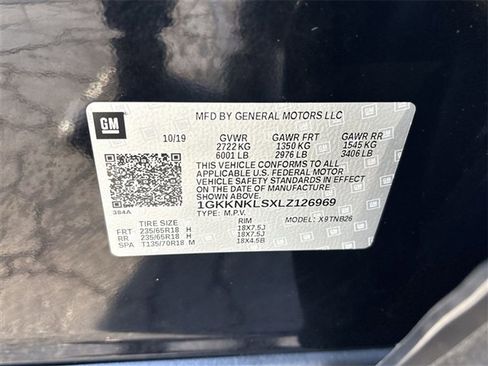 MFD BY GENERAL MOTORS LLC
GM
10/19 GVWR GAWR FRT GAWR RR
2722 KG 1350 KG 1545 KG
6001 LB 2976 LB 3406 LB
THIS VEHICLE CONFORMS TO ALL
APPLICABLE U.S. FEDERAL MOTOR
VEHICLE SAFETY STANDARDS IN EFFECT
ON THE DATE OF MANUFACTURE SHOWN ABOVE.
1GKKNKLSXLZ126969
384A TYPE: M.P.V. MODEL: X9TNB26
TIRE SIZE RIM
FRT 235/65R18 H 18X7.5J
RR 235/65R18 H 18X7.5J
SPA T135/70R18 M 18X4.5B